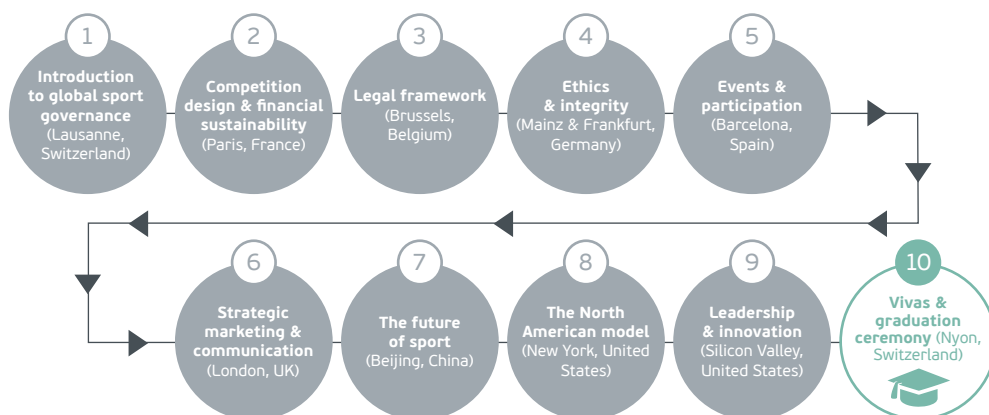 1
Introduction
to global sport
governance
(Lausanne,
Switzerland)
2
Competition
design & financial
sustainability
(Paris, France)
3
Legal framework
(Brussels,
Belgium)
4
Ethics
& integrity
(Mainz & Frankfurt,
Germany)
5
Events &
participation
(Barcelona,
Spain)
6
Strategic
marketing &
communication
(London, UK)
7
The future
of sport
(Beijing, China)
8
The North
American model
(New York, United
States)
9
Leadership
& innovation
(Silicon Valley,
United States)
10
Vivas &
graduation
ceremony (Nyon,
Switzerland)